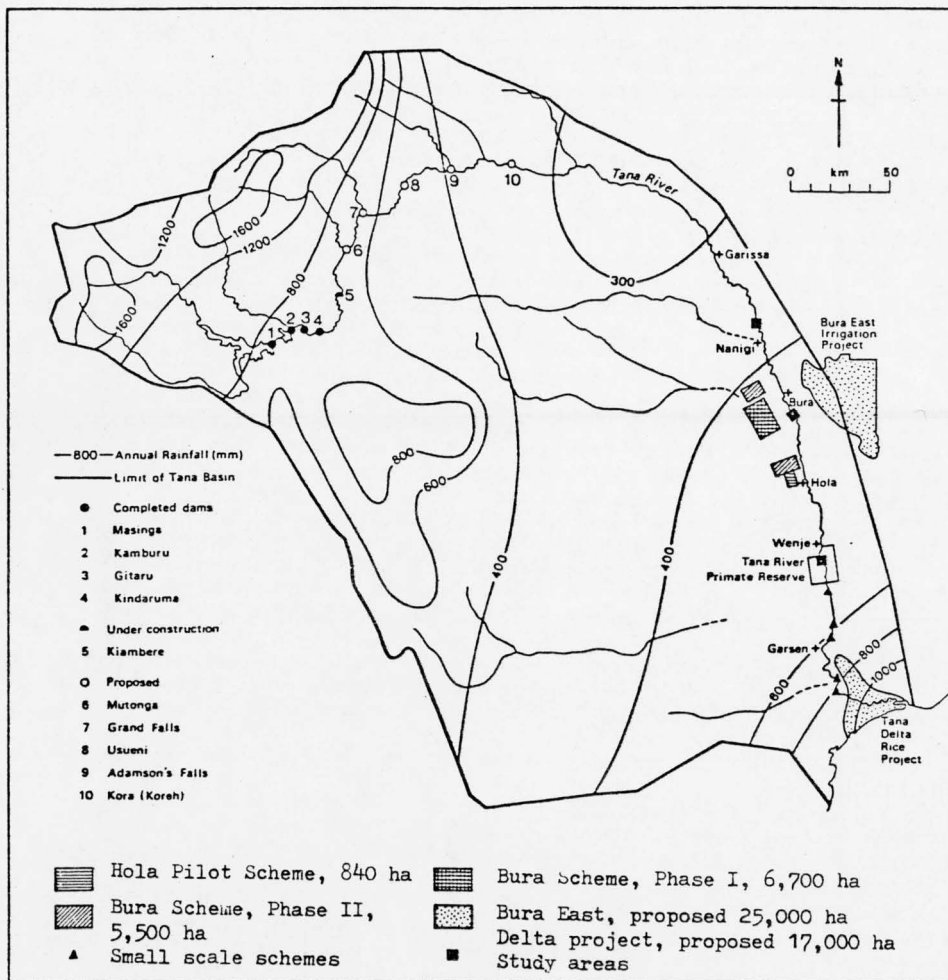 N
0 km 50
Tana River
1200
1600
1200
1600
800
300
800
600
400
400
600
800
1000
1
2
3
4
5
6
7
8
9
10
Garissa
Nanigi
Bura East
Irrigation
Project
Bura
Hola
Wenje
Tana River
Primate Reserve
Garsen
Tana
Delta
Rice
Project
—800— Annual Rainfall (mm)
Limit of Tana Basin
Completed dams
1 Masinga
2 Kamburu
3 Gitaru
4 Kindaruma
Under construction
5 Kiambere
Proposed
6 Mutonga
7 Grand Falls
8 Usueni
9 Adamson's Falls
10 Kora (Koreh)
Hola Pilot Scheme, 840 ha
Bura Scheme, Phase II,
5,500 ha
Small scale schemes
Bura Scheme, Phase I, 6,700 ha
Bura East, proposed 25,000 ha
Delta project, proposed 17,000 ha
Study areas